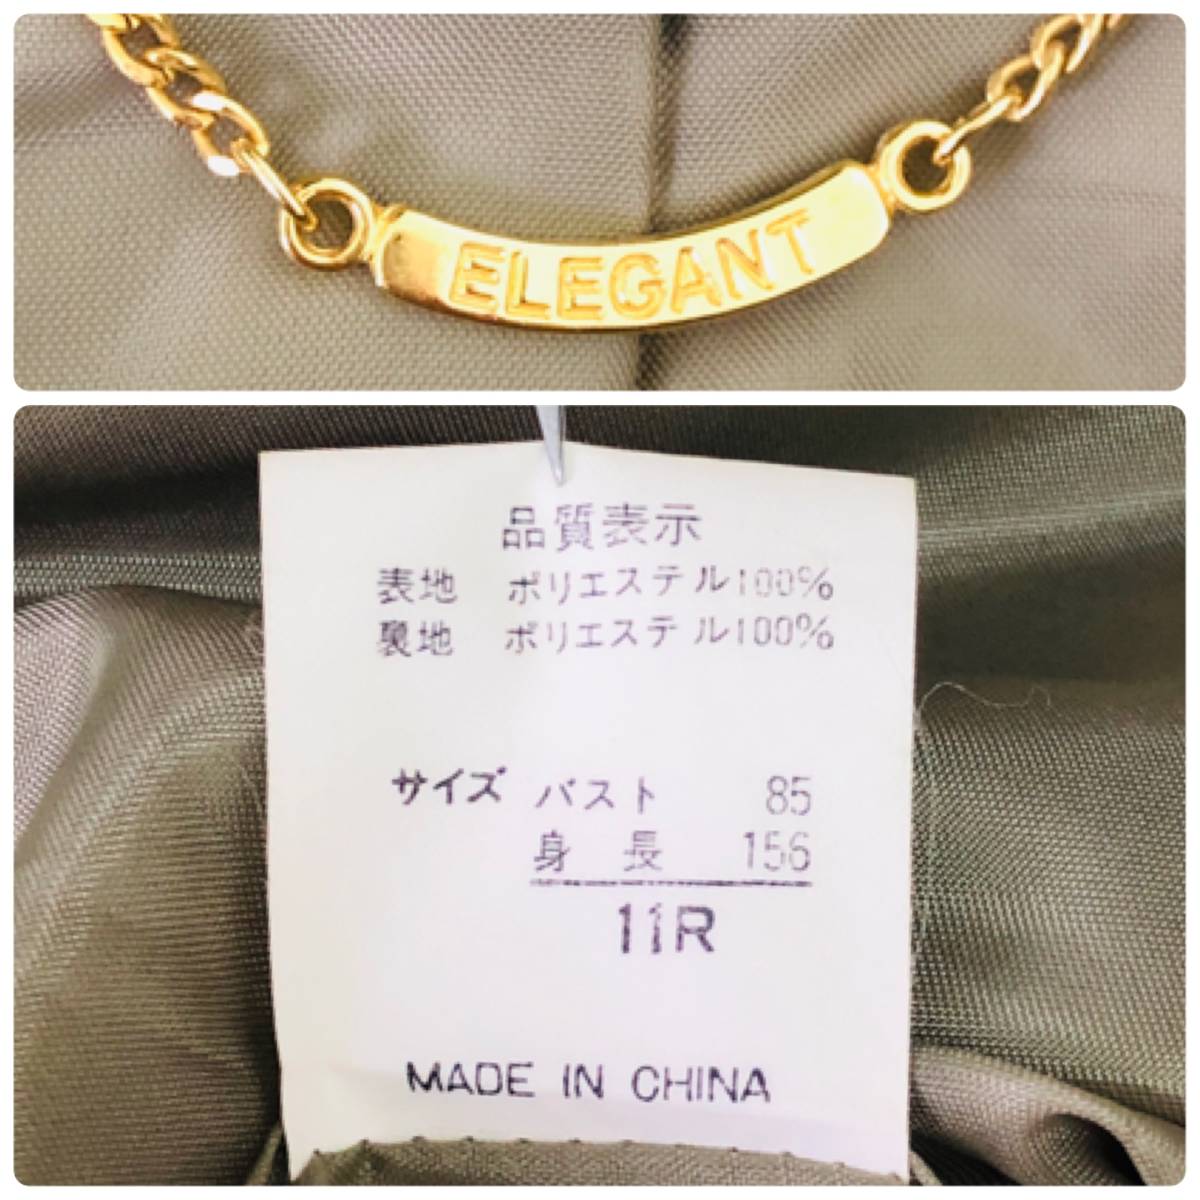 ELEGANT
品質表示
表地 ポリエステル100%
裏地 ポリエステル100%
サイズ バスト 85
身長 156
11R
MADE IN CHINA